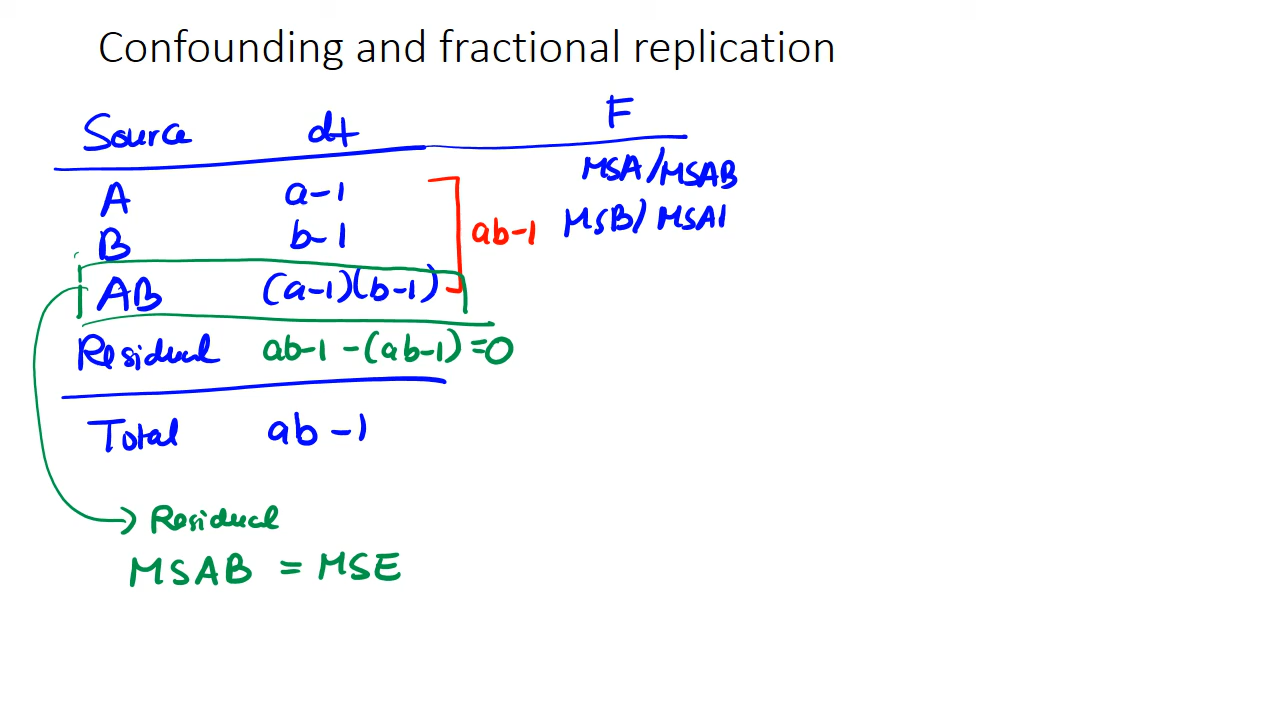 Confounding and fractional replication
Source df F
A a-1 MSA/MSAB
B b-1 MSB/MSAB
AB (a-1)(b-1) ab-1
Residual ab-1-(ab-1)=0
Total ab-1
Residual
MSAB = MSE